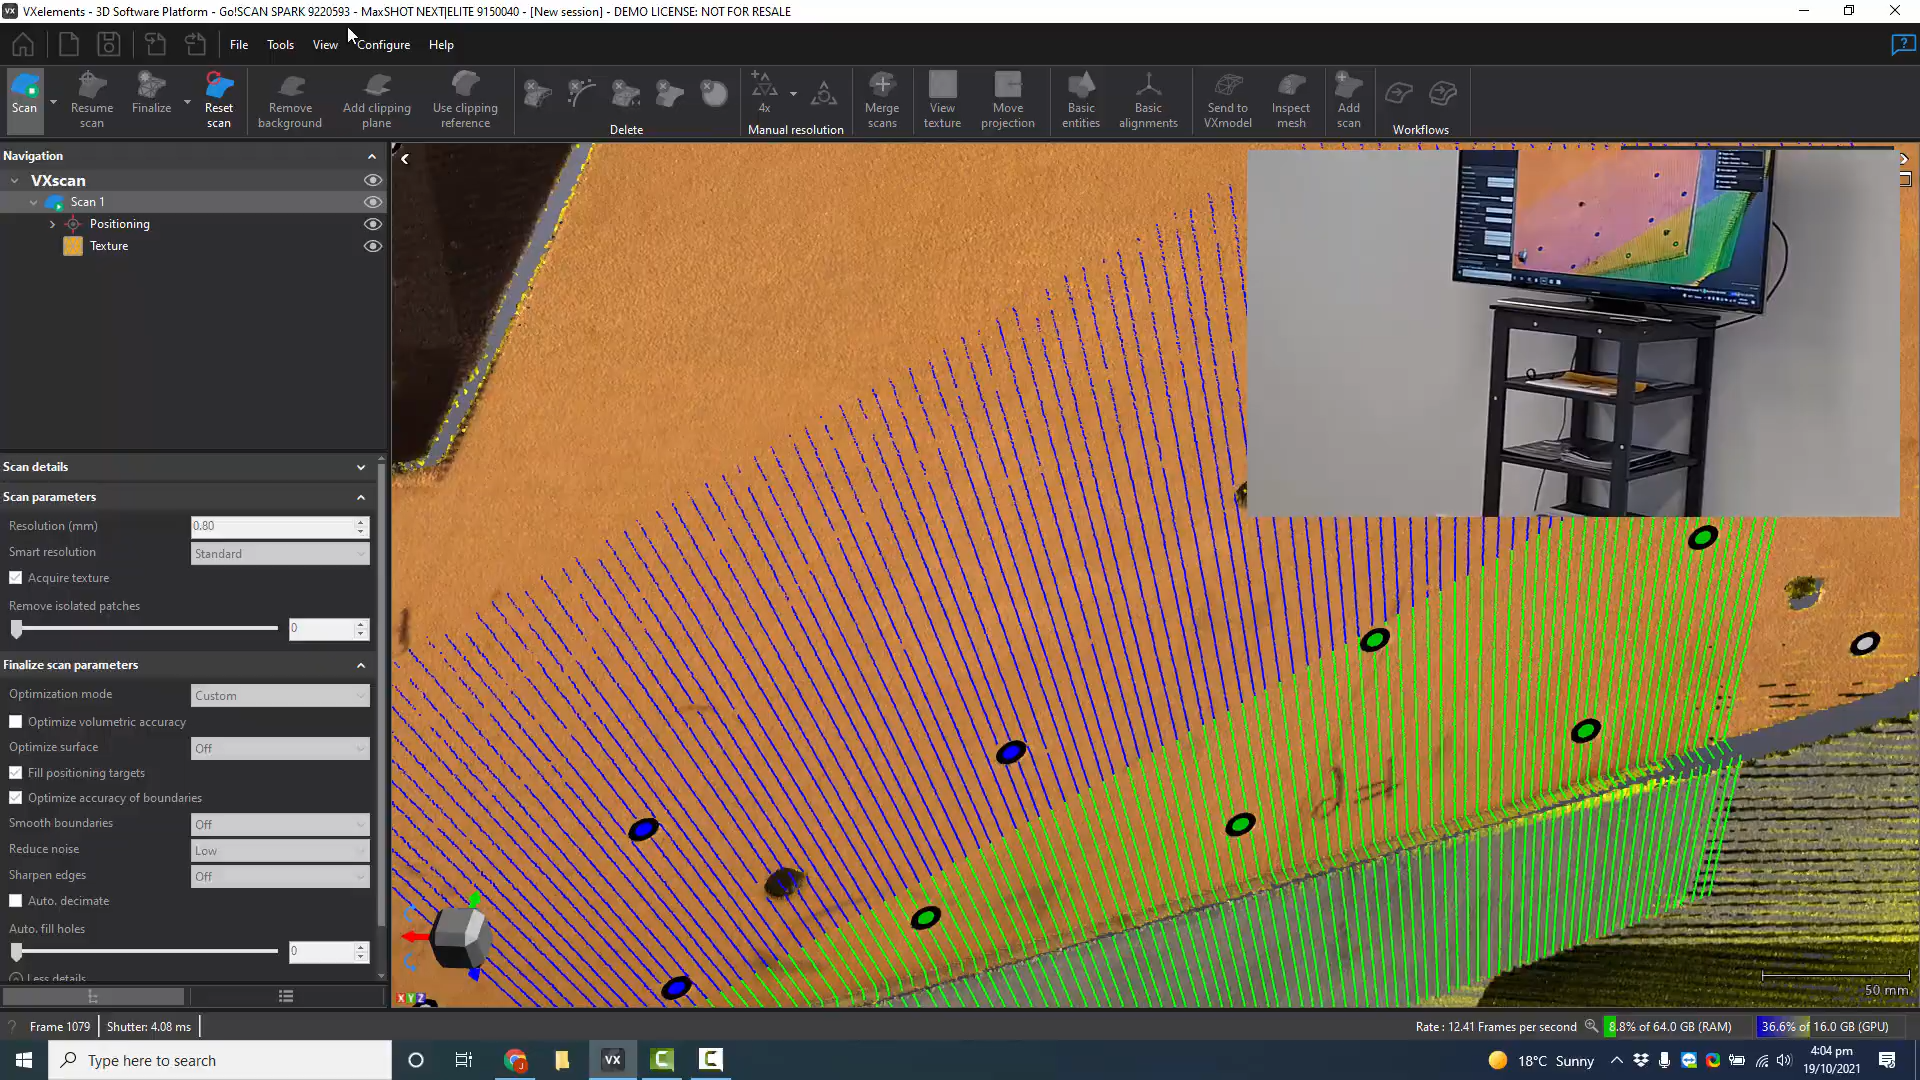 VXelements - 3D Software Platform - Go!SCAN SPARK 9220593 - MaxSHOT NEXT|ELITE 9150040 - [New session] - DEMO LICENSE: NOT FOR RESALE
File Tools View Configure Help
Scan
Resume scan
Finalize
Reset scan
Remove background
Add clipping plane
Use clipping reference
Delete
4x
Manual resolution
Merge scans
View texture
Move projection
Basic entities
Basic alignments
Send to VXmodel
Inspect mesh
Add scan
Workflows
Navigation
VXscan
Scan 1
Positioning
Texture
Scan details
Scan parameters
Resolution (mm) 0.80
Smart resolution Standard
Acquire texture
Remove isolated patches
0
Finalize scan parameters
Optimization mode Custom
Optimize volumetric accuracy
Optimize surface Off
Fill positioning targets
Optimize accuracy of boundaries
Smooth boundaries Off
Reduce noise Low
Sharpen edges Off
Auto. decimate
Auto. fill holes
0
Less details
X Y Z
50 mm
Frame 1079 Shutter: 4.08 ms Rate : 12.41 Frames per second 8.8% of 64.0 GB (RAM) 36.6% of 16.0 GB (GPU)
Type here to search
VX
18°C Sunny
4:04 pm
19/10/2021